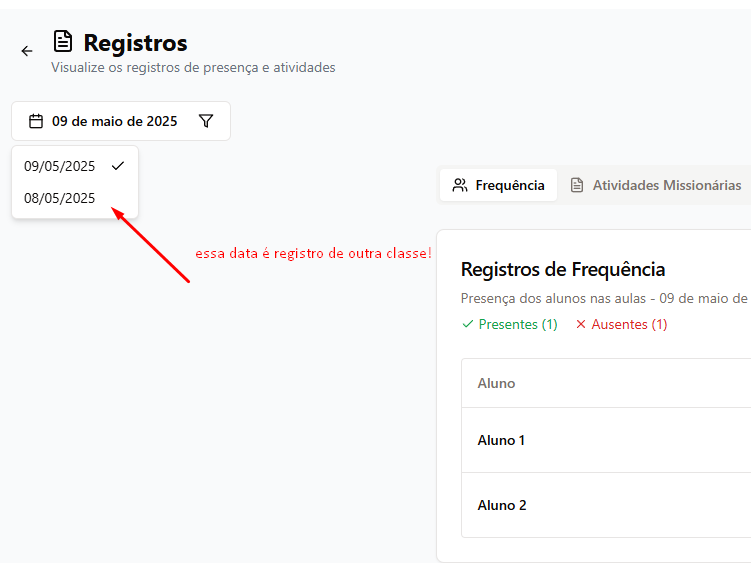 Registros
Visualize os registros de presença e atividades
09 de maio de 2025
09/05/2025
08/05/2025
essa data é registro de outra classe!
Frequência
Atividades Missionárias
Registros de Frequência
Presença dos alunos nas aulas - 09 de maio de
Presentes (1) Ausentes (1)
Aluno
Aluno 1
Aluno 2